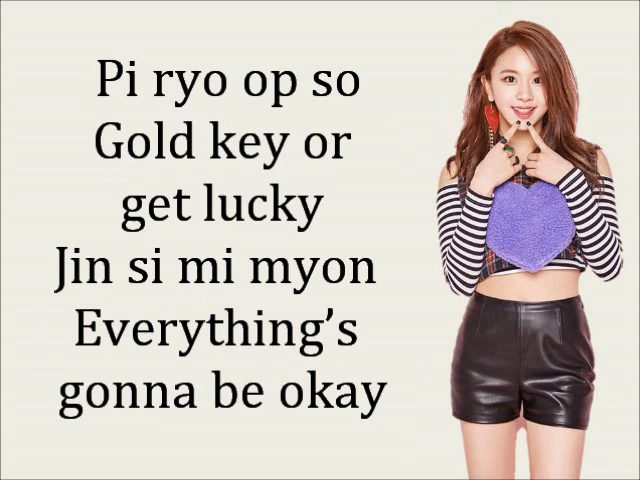 Pi ryo op so
Gold key or
get lucky
Jin si mi myon
Everything’s
gonna be okay